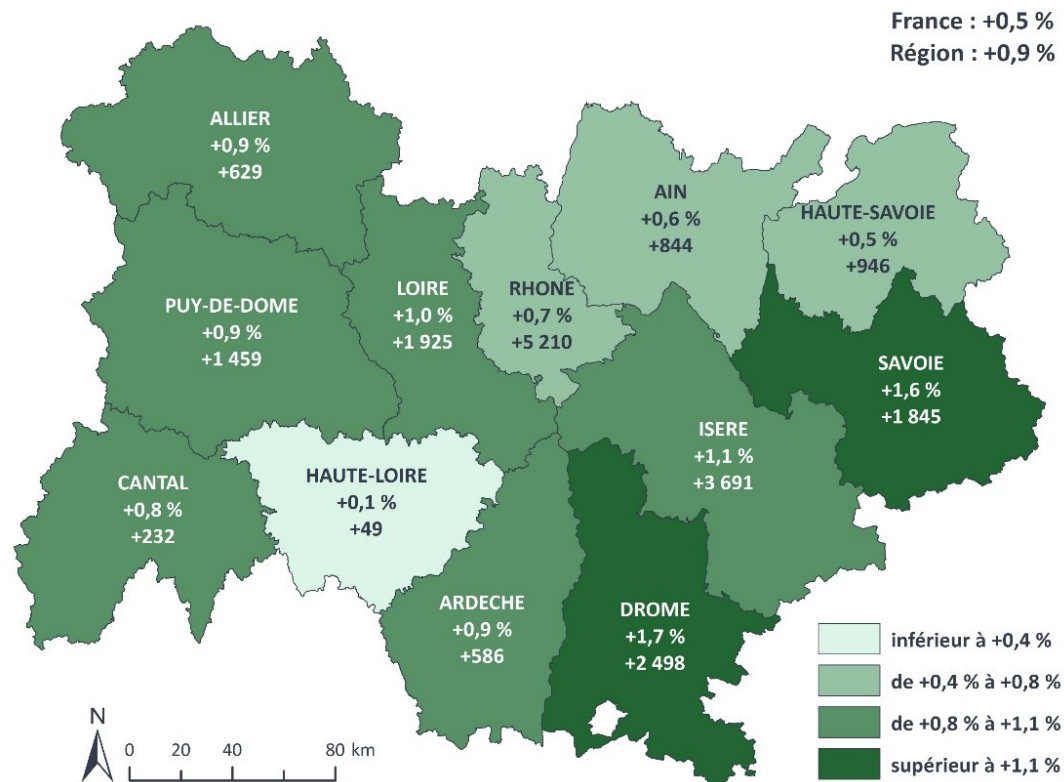 France : +0,5 %
Région : +0,9 %
ALLIER
+0,9 %
+629
AIN
+0,6 %
+844
HAUTE-SAVOIE
+0,5 %
+946
PUY-DE-DOME
+0,9 %
+1 459
LOIRE
+1,0 %
+1 925
RHONE
+0,7 %
+5 210
SAVOIE
+1,6 %
+1 845
ISERE
+1,1 %
+3 691
CANTAL
+0,8 %
+232
HAUTE-LOIRE
+0,1 %
+49
ARDECHE
+0,9 %
+586
DROME
+1,7 %
+2 498
inférieur à +0,4 %
de +0,4 % à +0,8 %
de +0,8 % à +1,1 %
supérieur à +1,1 %
N
0 20 40 80 km